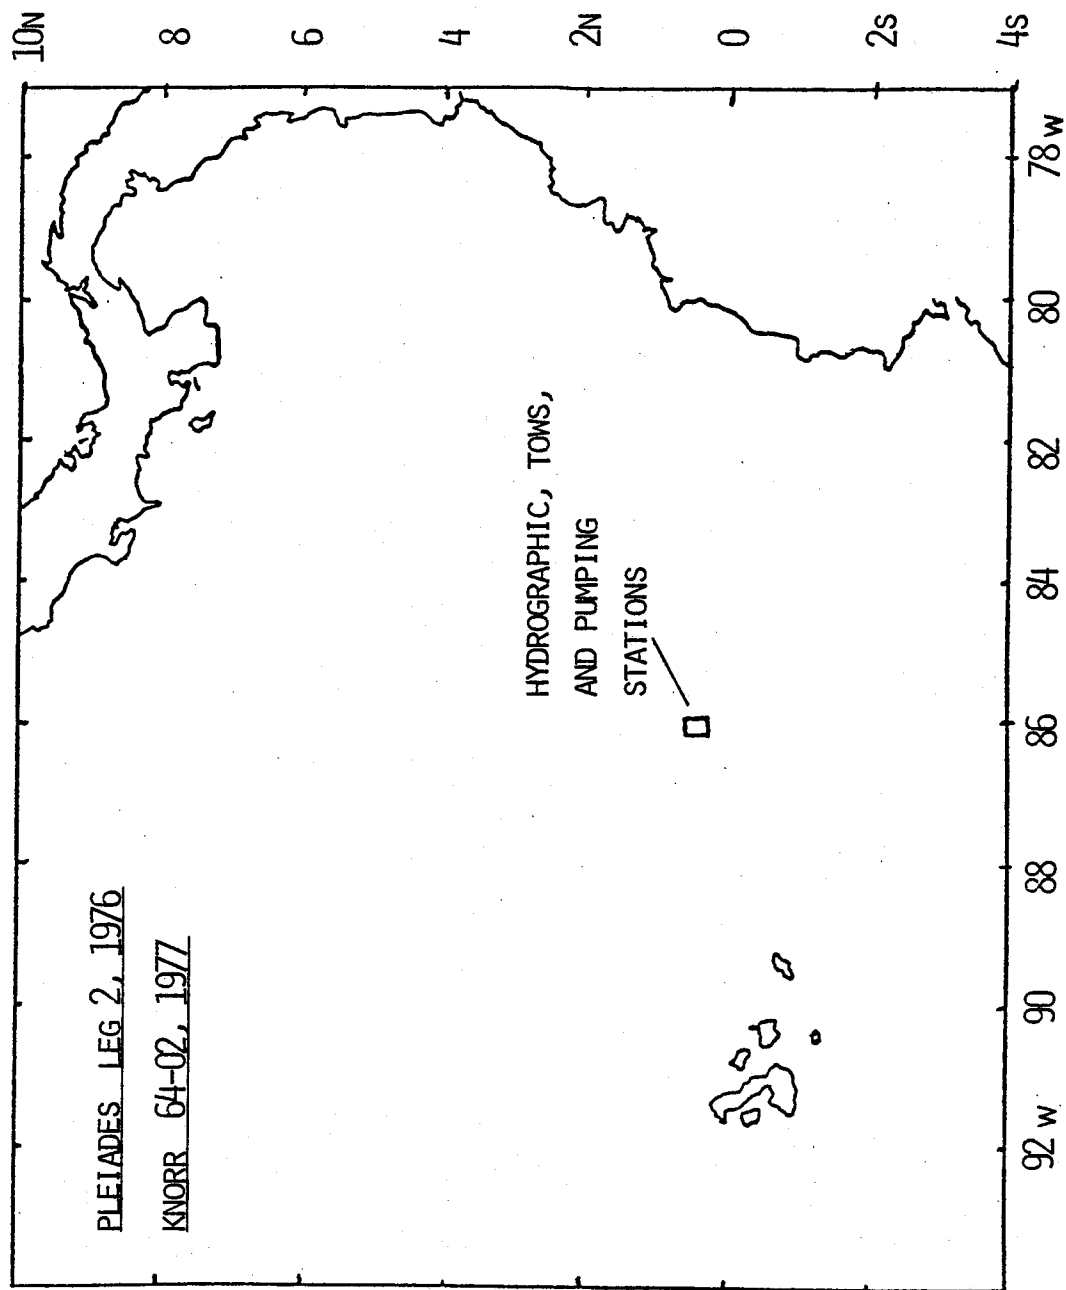 PLEIADES LEG 2, 1976
KNORR 64-02, 1977
HYDROGRAPHIC, TOWS,
AND PUMPING
STATIONS
10N
8
6
4
2N
0
2S
4S
92 W
90
88
86
84
82
80
78 W